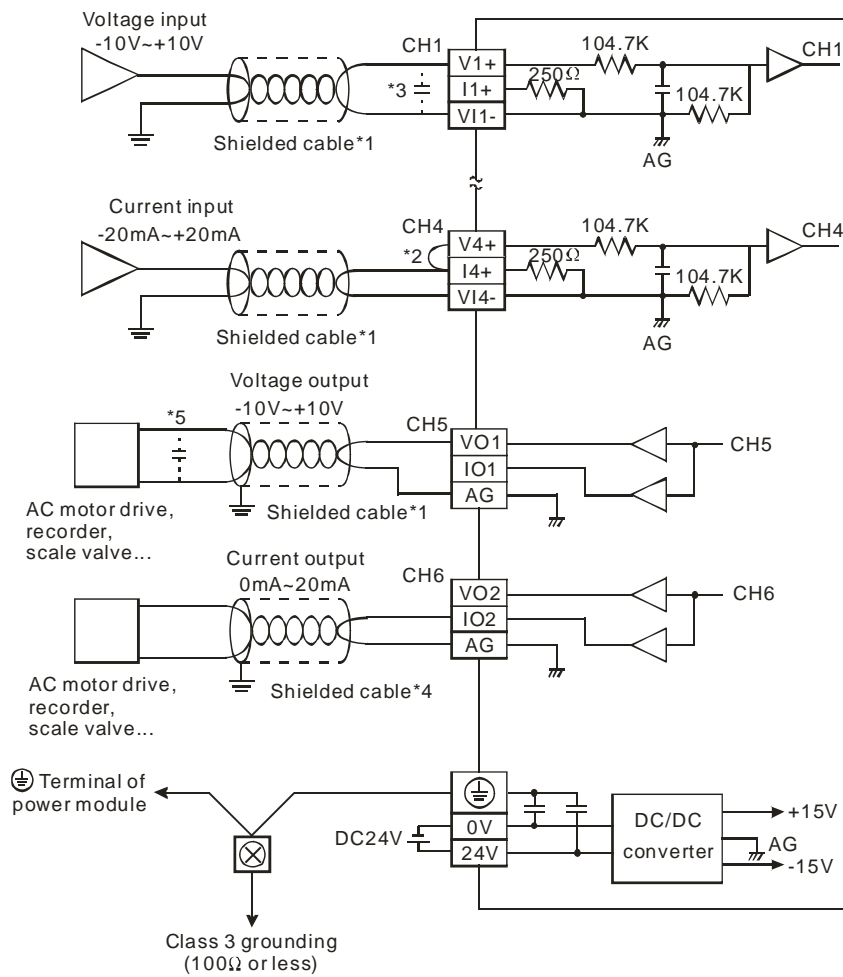 Voltage input
-10V~+10V
CH1
*3
V1+
I1+
VI1-
250Ω
104.7K
104.7K
CH1
AG
Shielded cable*1
Current input
-20mA~+20mA
CH4
*2
V4+
I4+
VI4-
250Ω
104.7K
104.7K
CH4
AG
Shielded cable*1
Voltage output
-10V~+10V
*5
CH5
VO1
IO1
AG
CH5
AC motor drive,
recorder,
scale valve...
Shielded cable*1
Current output
0mA~20mA
CH6
VO2
IO2
AG
CH6
AC motor drive,
recorder,
scale valve...
Shielded cable*4
Terminal of
power module
DC24V
0V
24V
DC/DC
converter
+15V
AG
-15V
Class 3 grounding
(100Ω or less)